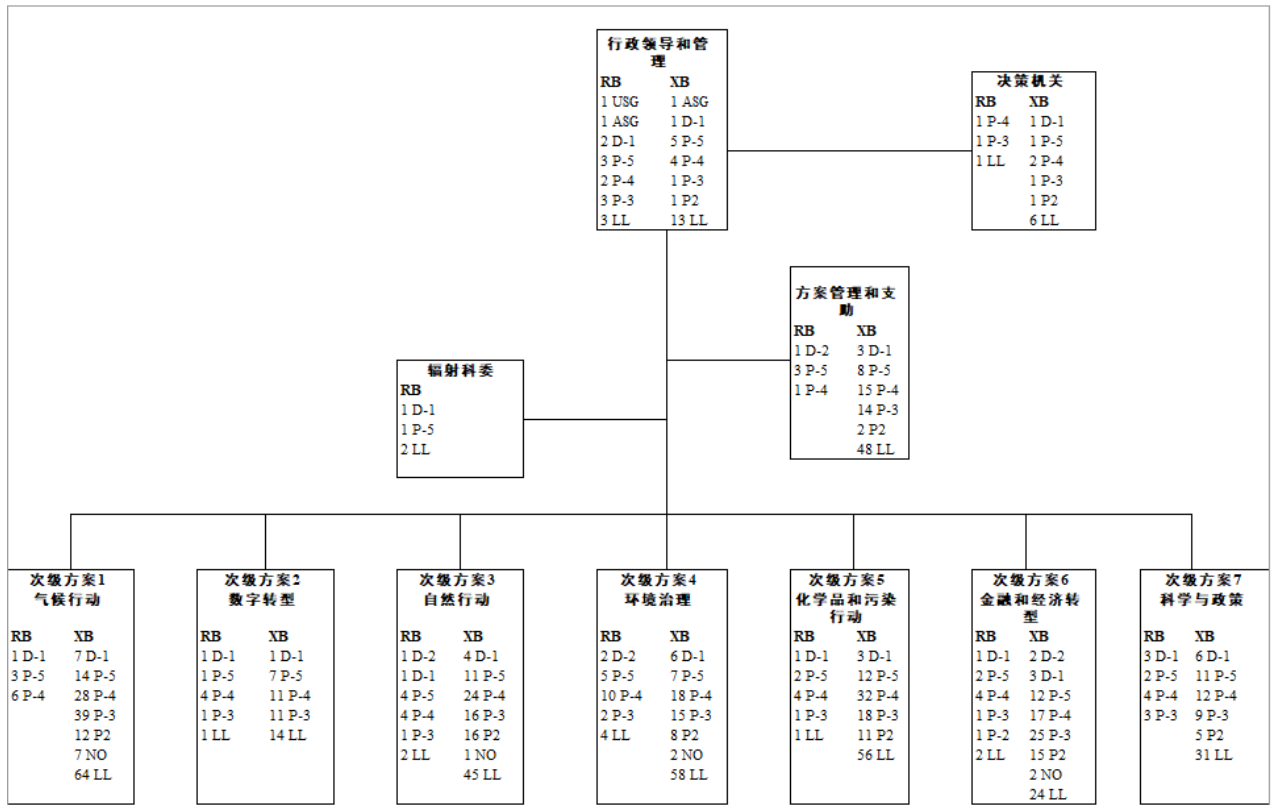 行政领导和管
理
RB XB
1 USG 1 ASG
1 ASG 1 D-1
2 D-1 5 P-5
3 P-5 4 P-4
2 P-4 1 P-3
3 P-3 1 P2
3 LL 13 LL
决策机关
RB XB
1 P-4 1 D-1
1 P-3 1 P-5
1 LL 2 P-4
1 P-3
1 P2
6 LL
方案管理和支
助
RB XB
1 D-2 3 D-1
3 P-5 8 P-5
1 P-4 15 P-4
14 P-3
2 P2
48 LL
辐射科委
RB
1 D-1
1 P-5
2 LL
次级方案1
气候行动
RB XB
1 D-1 7 D-1
3 P-5 14 P-5
6 P-4 28 P-4
39 P-3
12 P2
7 NO
64 LL
次级方案2
数字转型
RB XB
1 D-1 1 D-1
1 P-5 7 P-5
4 P-4 11 P-4
1 P-3 11 P-3
1 LL 14 LL
次级方案3
自然行动
RB XB
1 D-2 4 D-1
1 D-1 11 P-5
4 P-5 24 P-4
4 P-4 16 P-3
1 P-3 16 P2
2 LL 1 NO
45 LL
次级方案4
环境治理
RB XB
2 D-2 6 D-1
5 P-5 7 P-5
10 P-4 18 P-4
2 P-3 15 P-3
4 LL 8 P2
2 NO
58 LL
次级方案5
化学品和污染
行动
RB XB
1 D-1 3 D-1
2 P-5 12 P-5
4 P-4 32 P-4
1 P-3 18 P-3
1 LL 11 P2
56 LL
次级方案6
金融和经济转
型
RB XB
1 D-1 2 D-2
2 P-5 3 D-1
4 P-4 12 P-5
1 P-3 17 P-4
1 P-2 25 P-3
2 LL 15 P2
2 NO
24 LL
次级方案7
科学与政策
RB XB
3 D-1 6 D-1
2 P-5 11 P-5
4 P-4 12 P-4
3 P-3 9 P-3
5 P2
31 LL